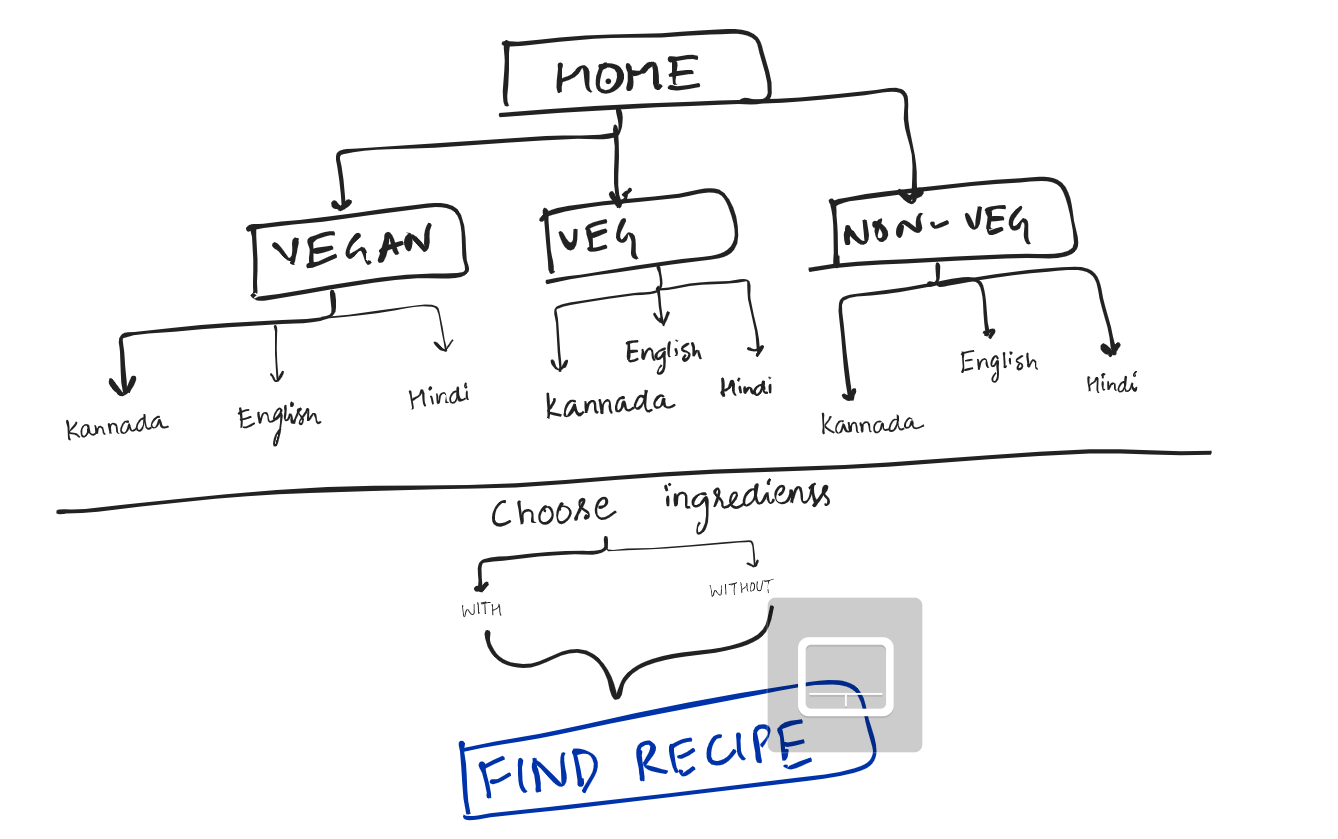 HOME
VEGAN
VEG
NON-VEG
Kannada
English
Hindi
Kannada
English
Hindi
Kannada
English
Hindi
Choose ingredienss
WITH
WITHOUT
FIND RECIPE